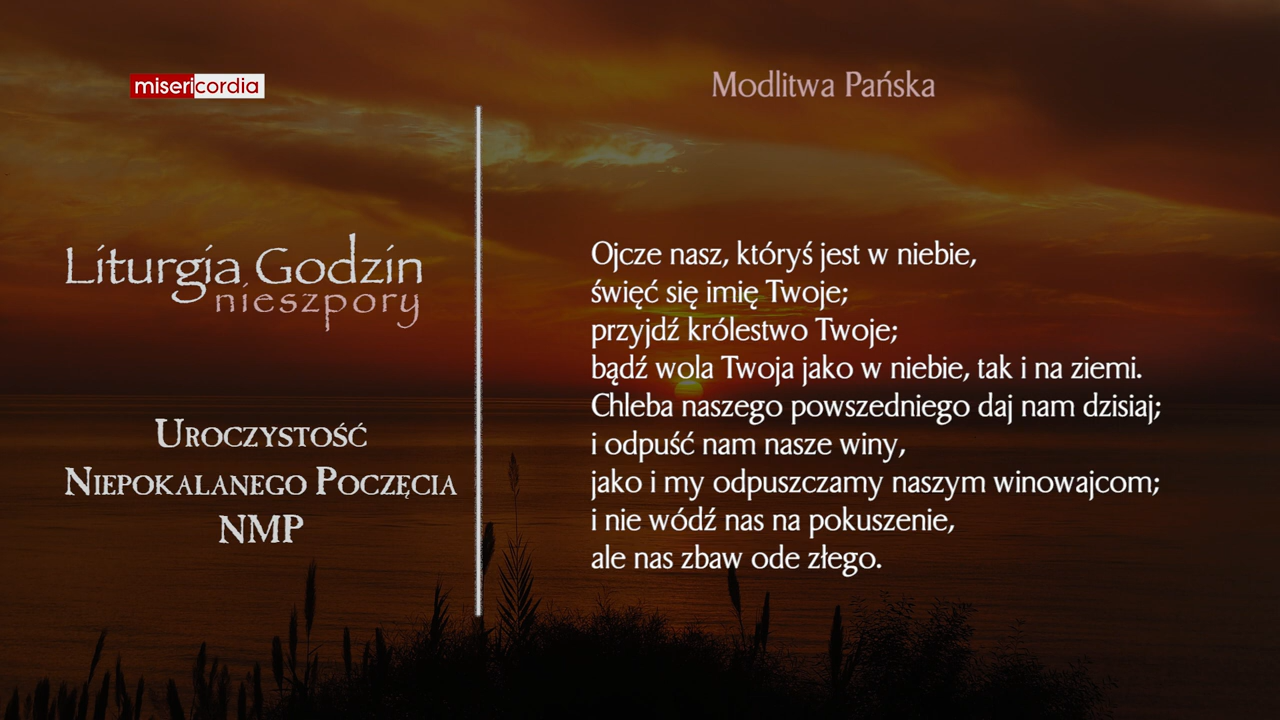 misericordia
Liturgia Godzin
nieszpory
Uroczystość
Niepokalanego Poczęcia
NMP
Modlitwa Pańska
Ojcze nasz, któryś jest w niebie,
święć się imię Twoje;
przyjdź królestwo Twoje;
bądź wola Twoja jako w niebie, tak i na ziemi.
Chleba naszego powszedniego daj nam dzisiaj;
i odpuść nam nasze winy,
jako i my odpuszczamy naszym winowajcom;
i nie wódź nas na pokuszenie,
ale nas zbaw ode złego.